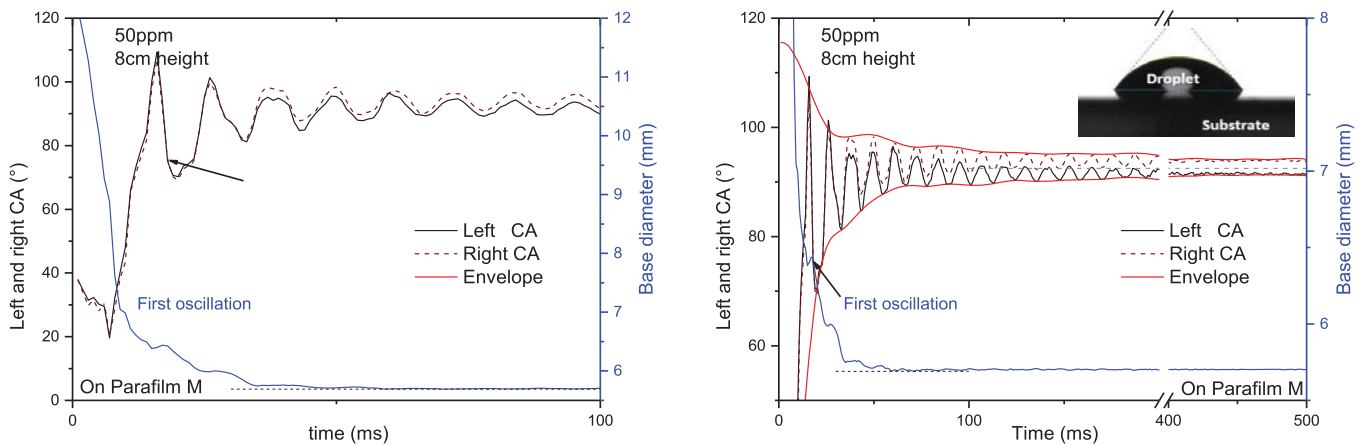 120
100
80
60
40
20
0
Left and right CA (°)
50ppm
8cm height
Left CA
Right CA
Envelope
First oscillation
On Parafilm M
0
100
time (ms)
12
11
10
9
8
7
6
Base diameter (mm)
120
100
80
60
Left and right CA (°)
50ppm
8cm height
Droplet
Substrate
Left CA
Right CA
Envelope
First oscillation
On Parafilm M
0
100
400
500
Time (ms)
8
7
6
Base diameter (mm)